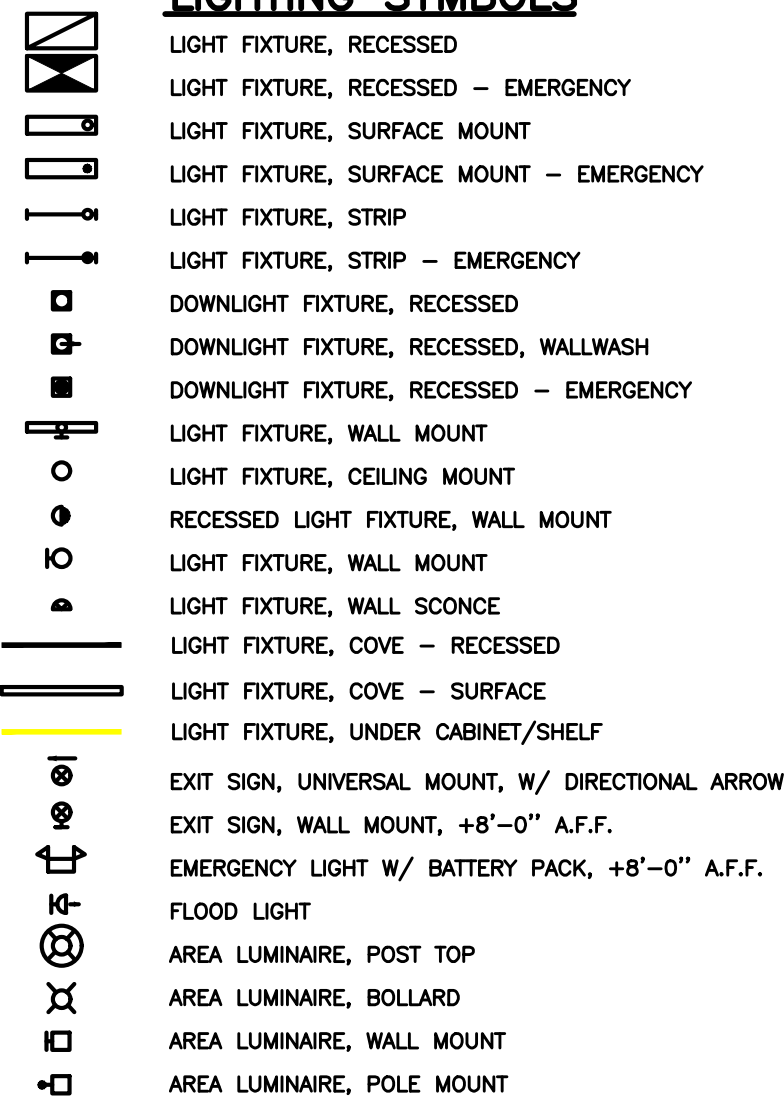 LIGHTING SYMBOLS
LIGHT FIXTURE, RECESSED
LIGHT FIXTURE, RECESSED – EMERGENCY
LIGHT FIXTURE, SURFACE MOUNT
LIGHT FIXTURE, SURFACE MOUNT – EMERGENCY
LIGHT FIXTURE, STRIP
LIGHT FIXTURE, STRIP – EMERGENCY
DOWNLIGHT FIXTURE, RECESSED
DOWNLIGHT FIXTURE, RECESSED, WALLWASH
DOWNLIGHT FIXTURE, RECESSED – EMERGENCY
LIGHT FIXTURE, WALL MOUNT
LIGHT FIXTURE, CEILING MOUNT
RECESSED LIGHT FIXTURE, WALL MOUNT
LIGHT FIXTURE, WALL MOUNT
LIGHT FIXTURE, WALL SCONCE
LIGHT FIXTURE, COVE – RECESSED
LIGHT FIXTURE, COVE – SURFACE
LIGHT FIXTURE, UNDER CABINET/SHELF
EXIT SIGN, UNIVERSAL MOUNT, W/ DIRECTIONAL ARROW
EXIT SIGN, WALL MOUNT, +8'–0" A.F.F.
EMERGENCY LIGHT W/ BATTERY PACK, +8'–0" A.F.F.
FLOOD LIGHT
AREA LUMINAIRE, POST TOP
AREA LUMINAIRE, BOLLARD
AREA LUMINAIRE, WALL MOUNT
AREA LUMINAIRE, POLE MOUNT